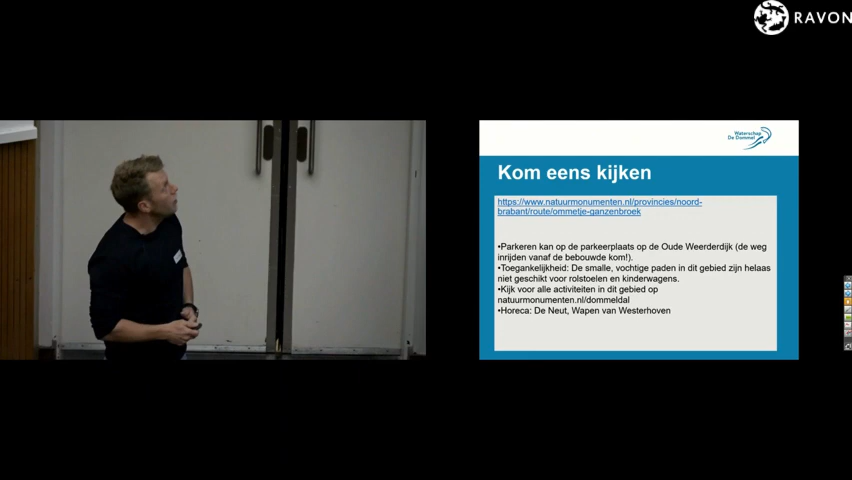 RAVON
Waterschap
De Dommel
Kom eens kijken
https://www.natuurmonumenten.nl/provincies/noord-
brabant/route/ommetje-ganzenbroek
•Parkeren kan op de parkeerplaats op de Oude Weerderdijk (de weg
inrijden vanaf de bebouwde kom!).
•Toegankelijkheid: De smalle, vochtige paden in dit gebied zijn helaas
niet geschikt voor rolstoelen en kinderwagens.
•Kijk voor alle activiteiten in dit gebied op
natuurmonumenten.nl/dommeldal
•Horeca: De Neut, Wapen van Westerhoven